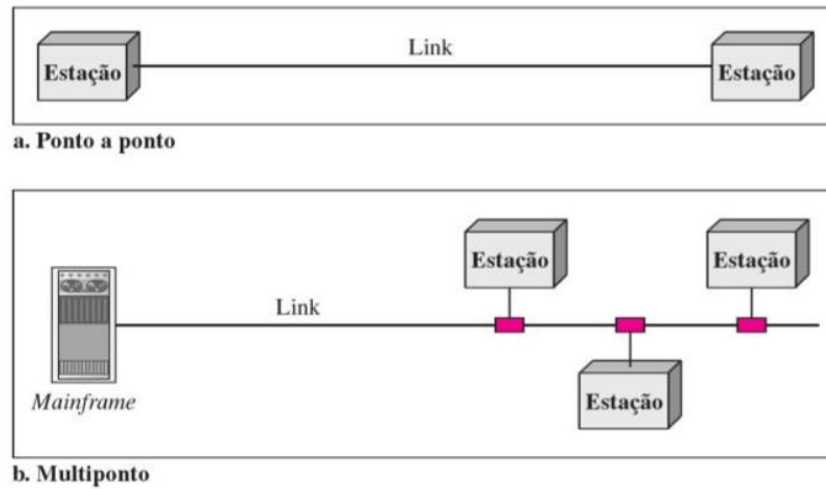 Link
Estação
Estação
a. Ponto a ponto
Estação
Estação
Link
Estação
Mainframe
b. Multiponto